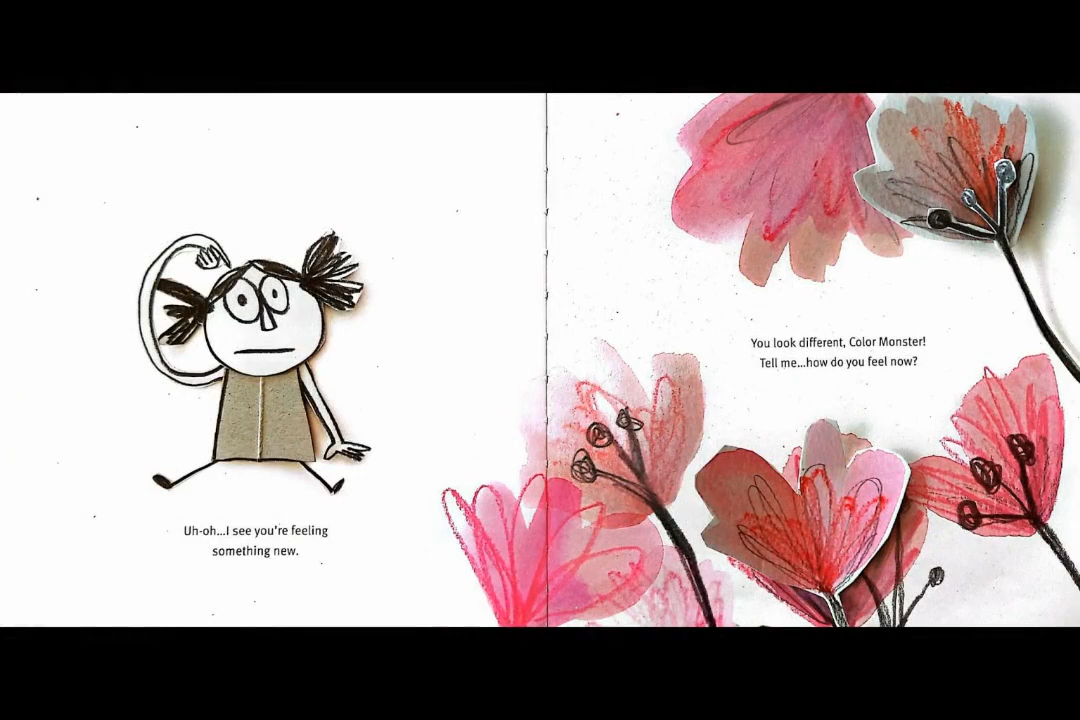 Uh-oh...I see you're feeling
something new.
You look different, Color Monster!
Tell me...how do you feel now?